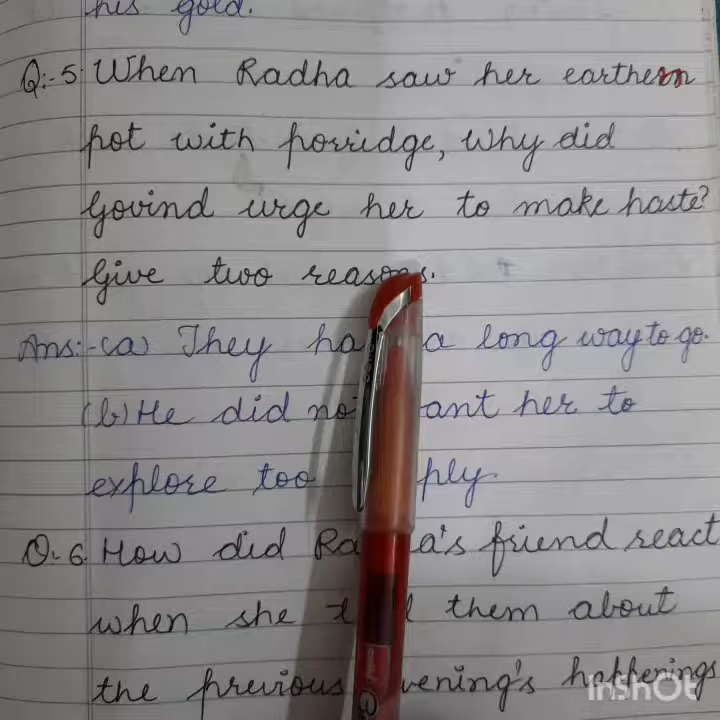 his gold.
Q:-5. When Radha saw her earthern
pot with porridge, Why did
Govind urge her to make haste?
Give two reasons.
Ans:-(a) They ha a long way to go.
(b) He did no ant her to
explore too ply.
Q.6 How did Ra a's friend react
when she t l them about
the previous vening's happenings
InShOt